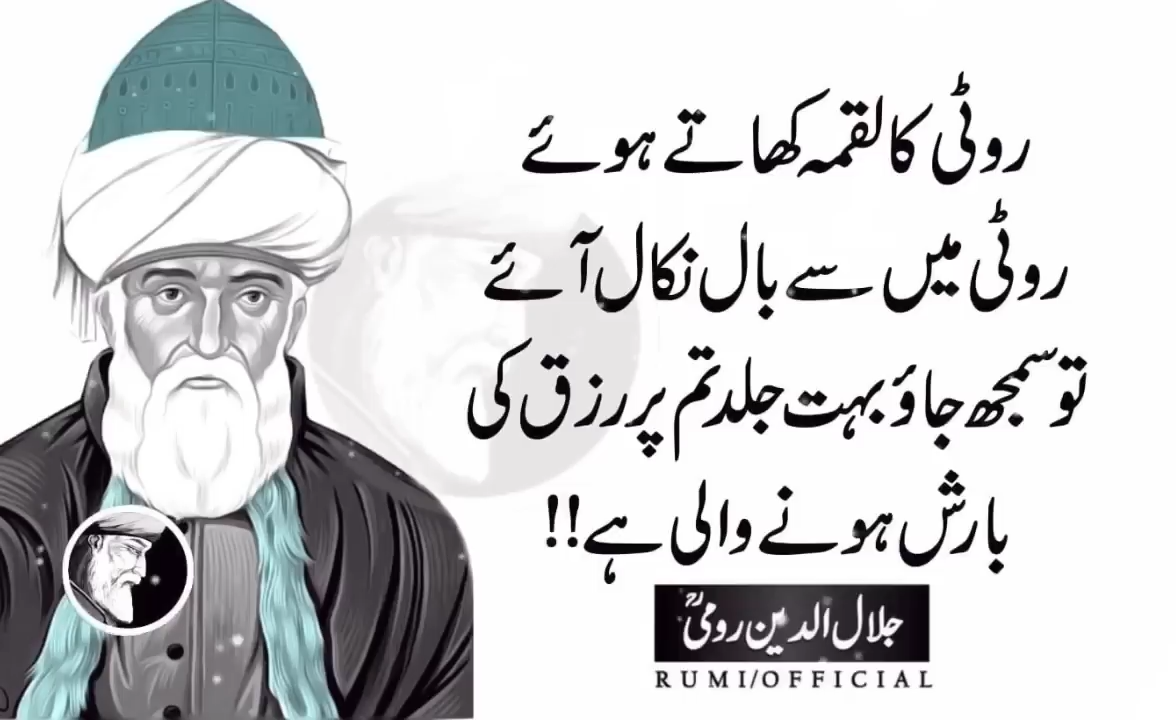 روٹی کا لقمہ کھاتے ہوئے
روٹی میں سے بال نکال آئے
تو سمجھ جاؤ بہت جلد تم پر رزق کی
بارش ہونے والی ہے!!
جلال الدین رومیؒ
RUMI/OFFICIAL